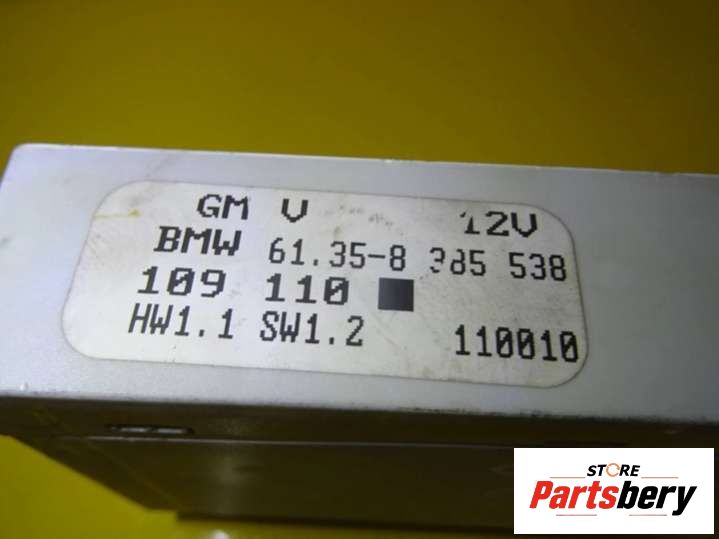 GM V 12V
BMW 61.35-8 385 538
109 110
HW1.1 SW1.2 110010
STORE
Partsbery